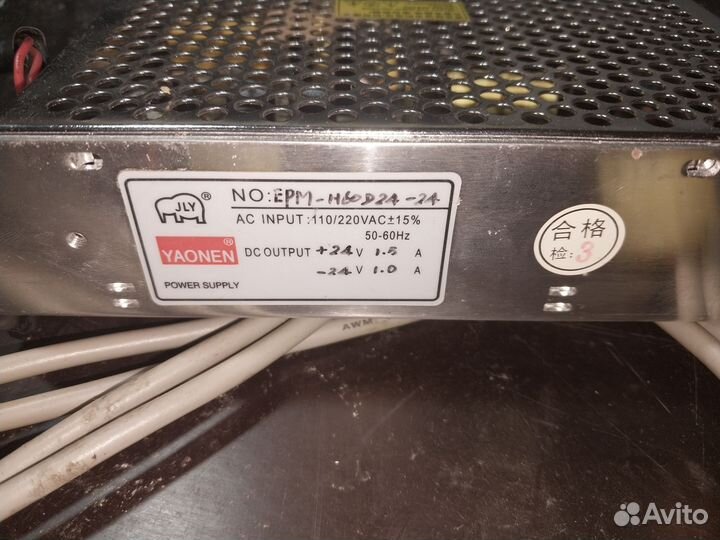 JLY ®
NO: EPM-H60D24-24
AC INPUT:110/220VAC±15%
50-60Hz
YAONEN ®
DC OUTPUT +24 V 1.5 A
-24 V 1.0 A
POWER SUPPLY
合格
检:3
AWM
Avito